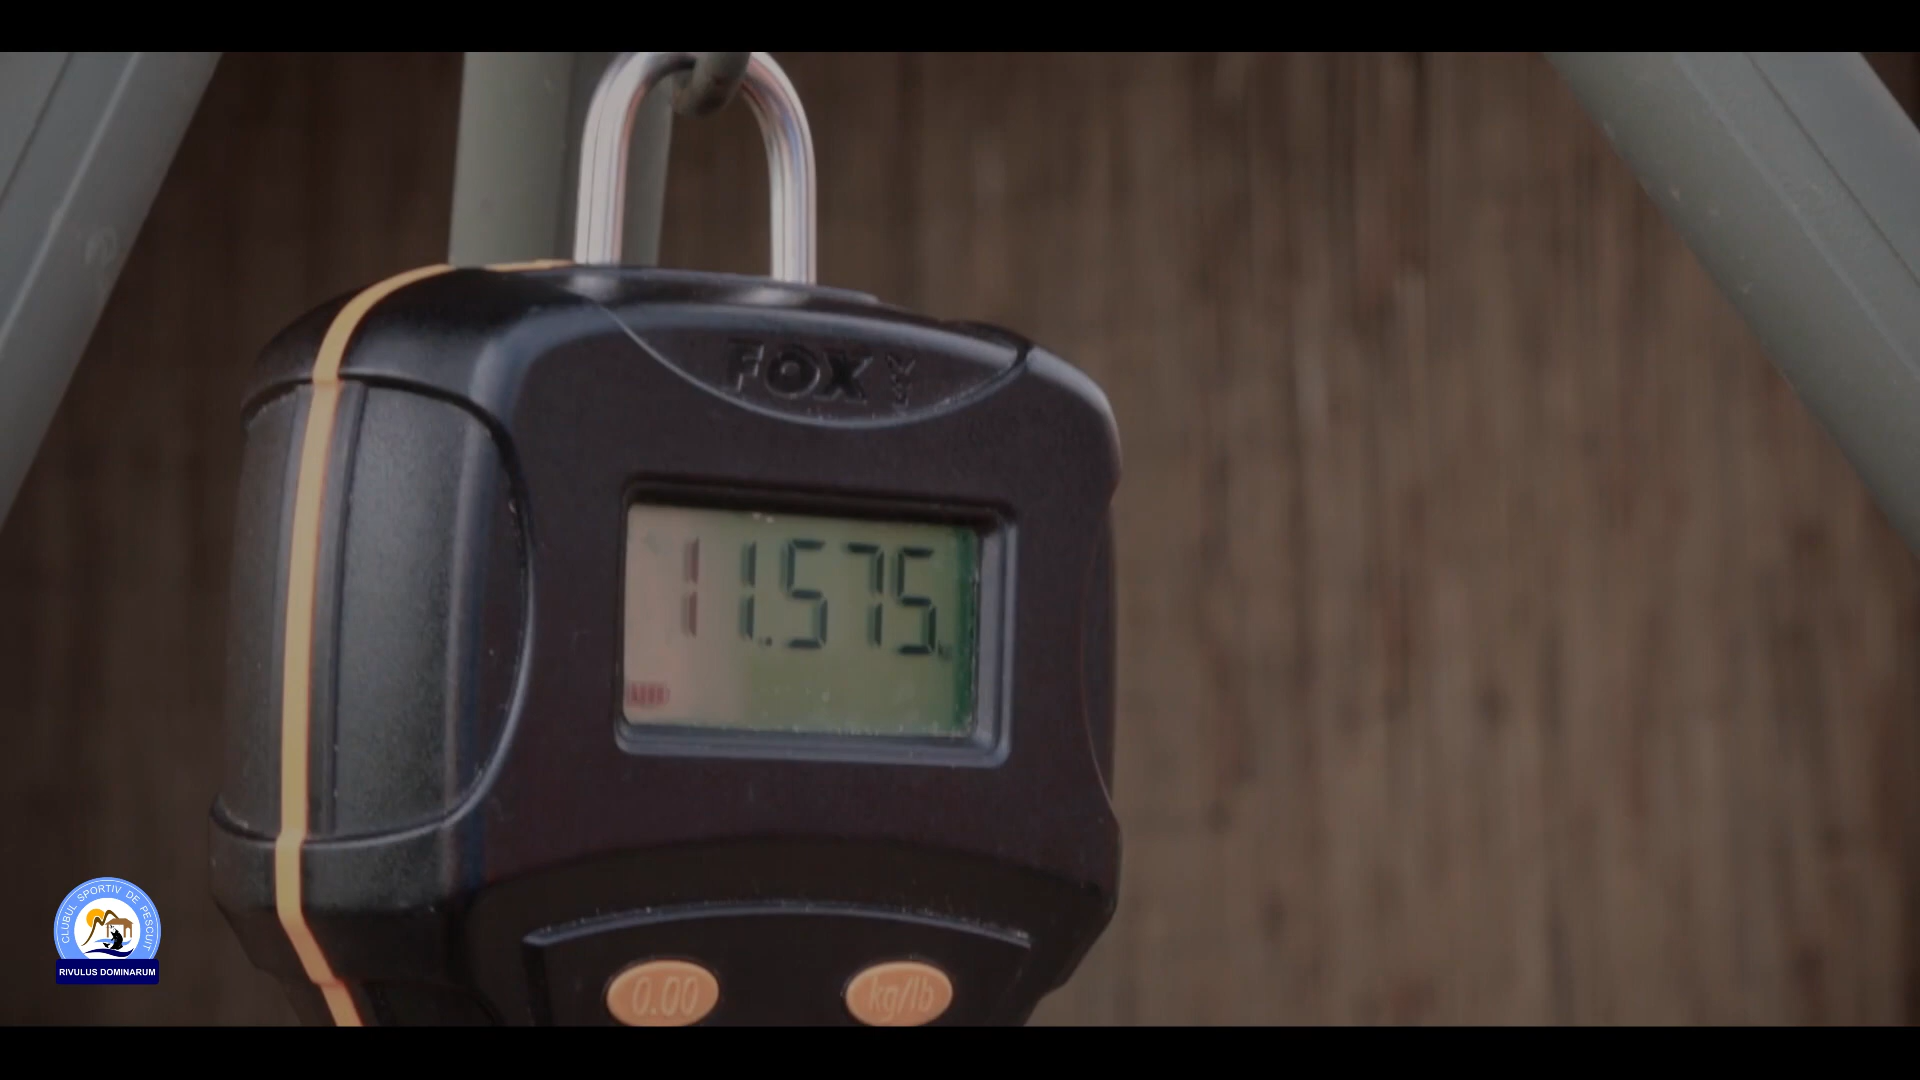 FOX
11.575
0.00
kg/lb
CLUBUL SPORTIV DE PESCUIT
RIVULUS DOMINARUM